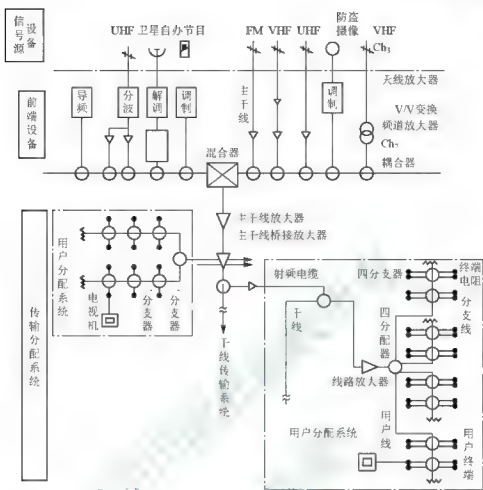 信号源
设备
UHF 卫星自办节目
FM VHF UHF
防盗摄像
VHF
Ch₃
天线放大器
前端设备
导频
分波
解调
调制
主干线
调制
V/V变换
频道放大器
混合器
耦合器
主干线放大器
主干线桥接放大器
传输分配系统
用户分配系统
电视机
分支器
分支器
干线传输系统
射频电缆
四分支器
终端电阻
干线
四分配器
分支线
线路放大器
用户分配系统
用户线
用户终端